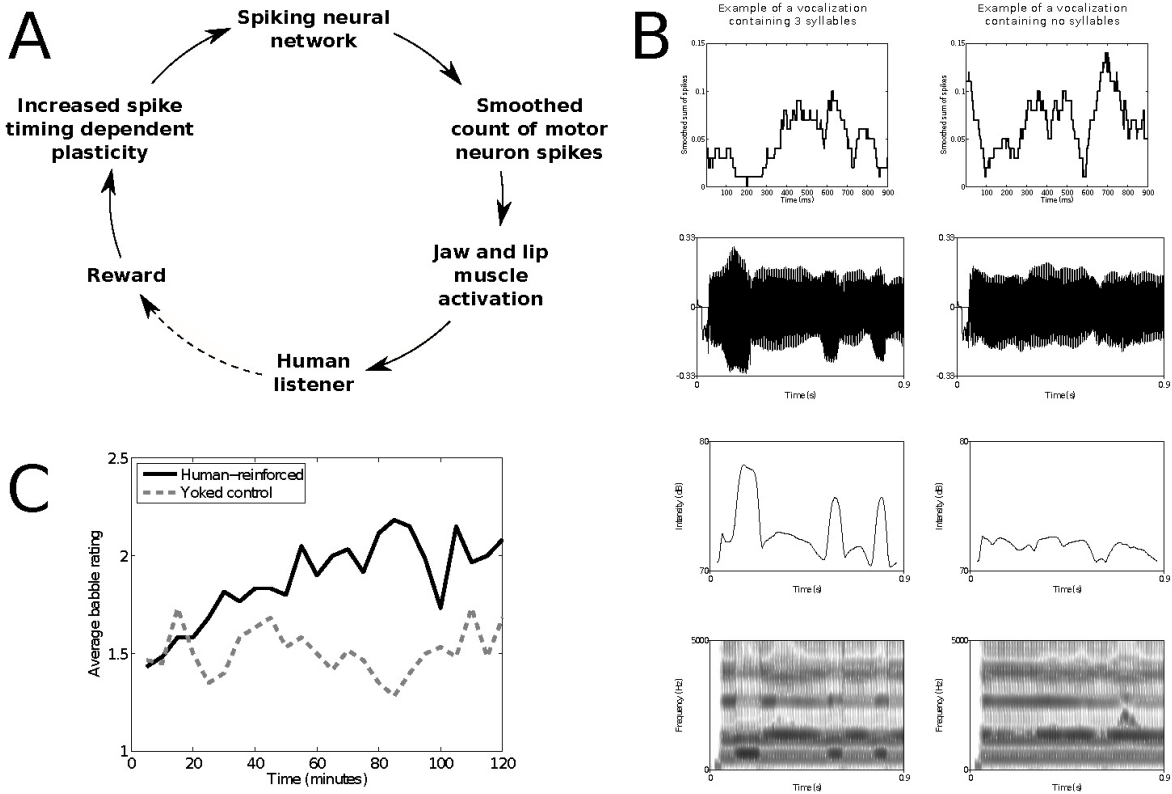 A
Spiking neural
network
Smoothed
count of motor
neuron spikes
Jaw and lip
muscle
activation
Human
listener
Reward
Increased spike
timing dependent
plasticity
B
Example of a vocalization
containing 3 syllables
0.15
0.1
0.05
0
Smoothed sum of spikes
100 200 300 400 500 600 700 800 900
Time (ms)
0.33
0
-0.33
0 0.9
Time (s)
80
70
Intensity (dB)
0 0.9
Time (s)
5000
0
Frequency (Hz)
0 0.9
Time (s)
Example of a vocalization
containing no syllables
0.15
0.1
0.05
0
Smoothed sum of spikes
100 200 300 400 500 600 700 800 900
Time (ms)
0.33
0
-0.33
0 0.9
Time (s)
80
70
Intensity (dB)
0 0.9
Time (s)
5000
0
Frequency (Hz)
0 0.9
Time (s)
C
Human-reinforced
Yoked control
2.5
2
1.5
1
Average babble rating
0 20 40 60 80 100 120
Time (minutes)